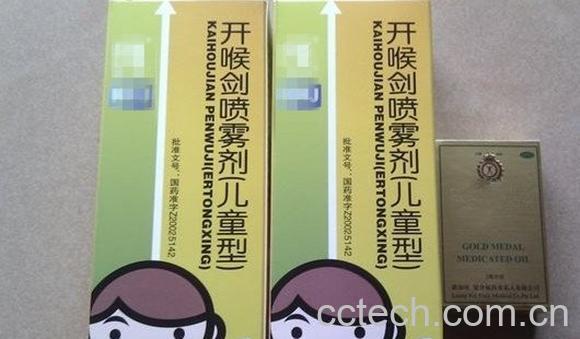 开喉剑喷雾剂(儿童型)
KAIHOUJIAN PENWUJI(ERTONGXING)
批准文号:国药准字Z20025142
开喉剑喷雾剂(儿童型)
KAIHOUJIAN PENWUJI(ERTONGXING)
批准文号:国药准字Z20025142
GOLD MEDAL
MEDICATED OIL
cctech.com.cn